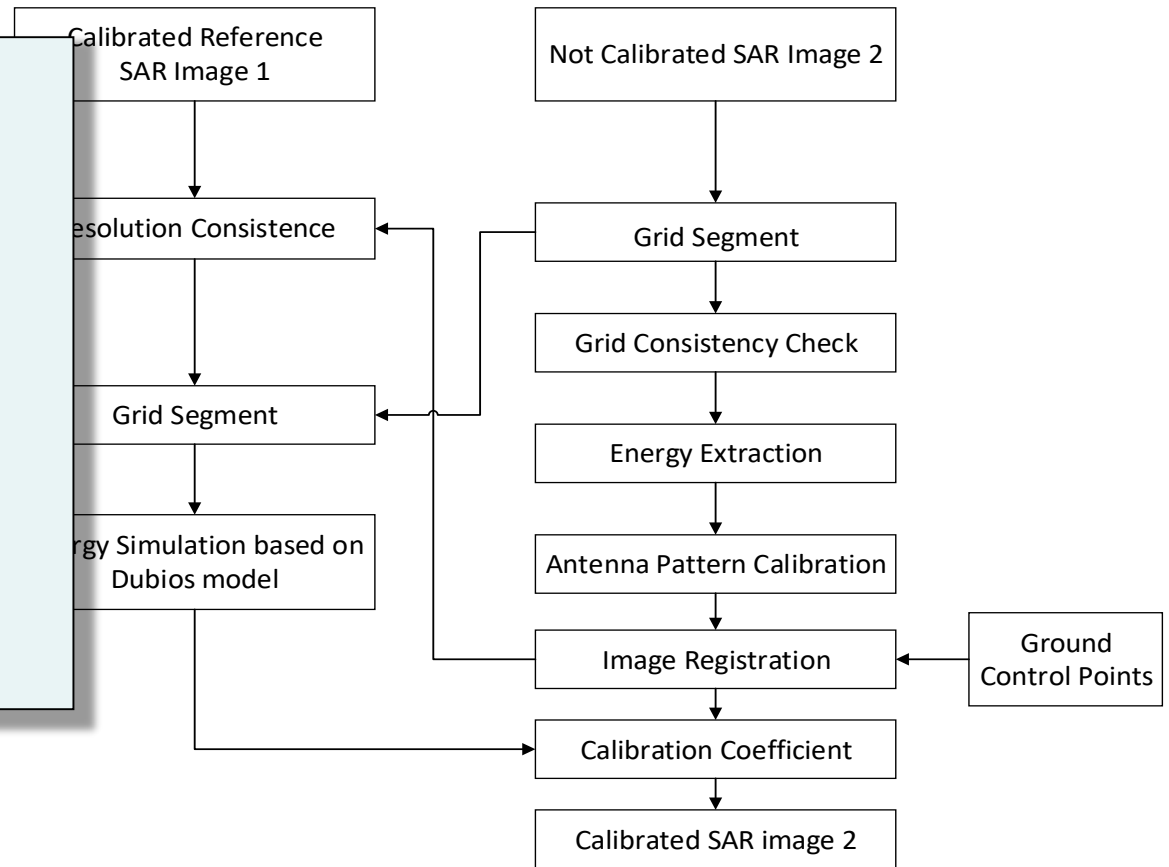 Calibrated Reference
SAR Image 1
Not Calibrated SAR Image 2
esolution Consistence
Grid Segment
Grid Segment
Grid Consistency Check
Energy Extraction
rgy Simulation based on
Dubios model
Antenna Pattern Calibration
Image Registration
Ground
Control Points
Calibration Coefficient
Calibrated SAR image 2